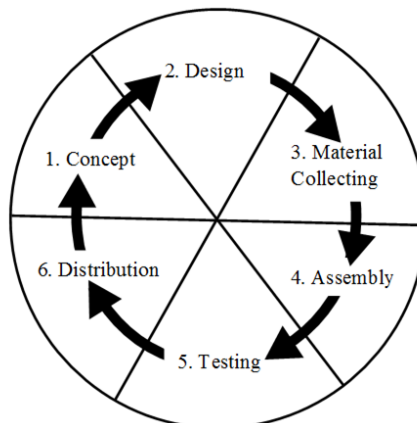 1. Concept
2. Design
3. Material
Collecting
4. Assembly
5. Testing
6. Distribution